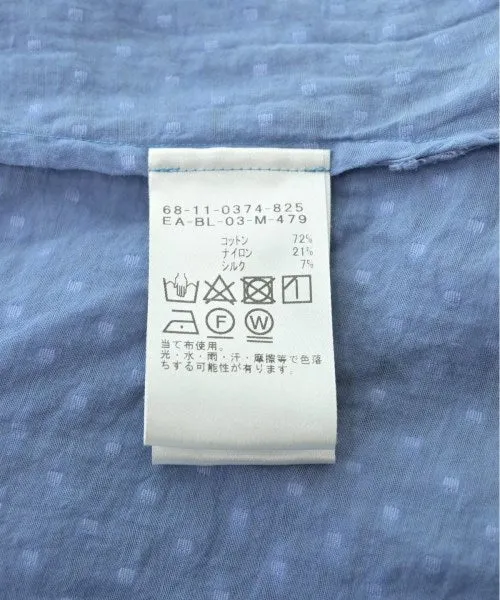 68-11-0374-825
EA-BL-03-M-479
コットン 72%
ナイロン 21%
シルク 7%
F W
当て布使用。
光・水・雨・汗・摩擦等で色落
ちする可能性が有ります。